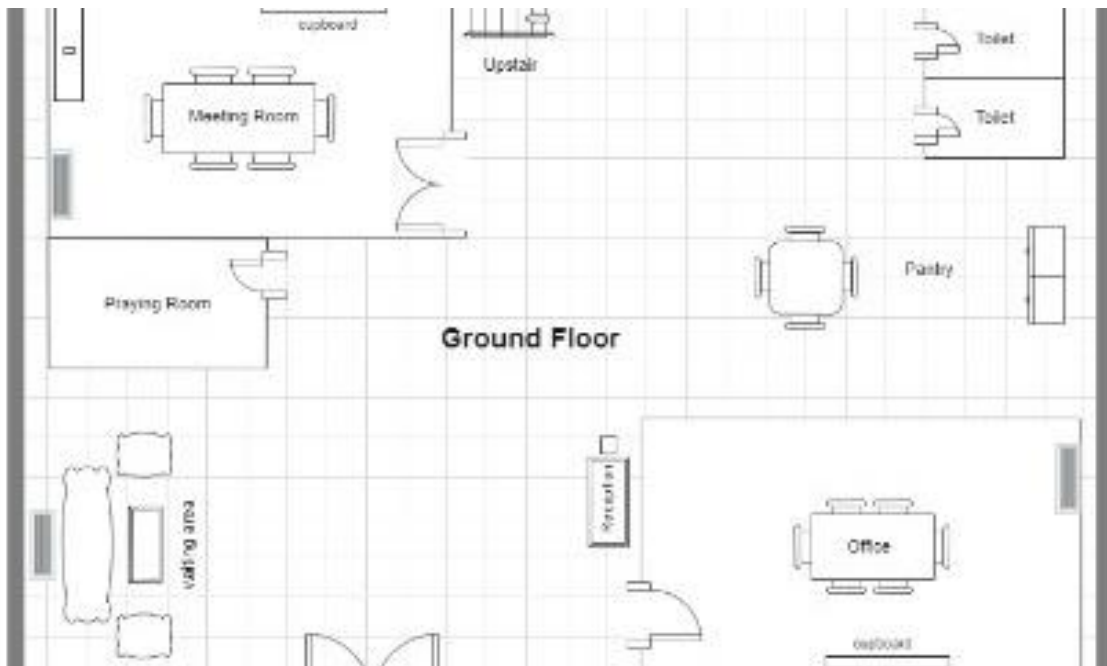 cupboard
Toilet
Upstair
Meeting Room
Toilet
Pantry
Praying Room
Ground Floor
Reception
waiting area
Office
cupboard